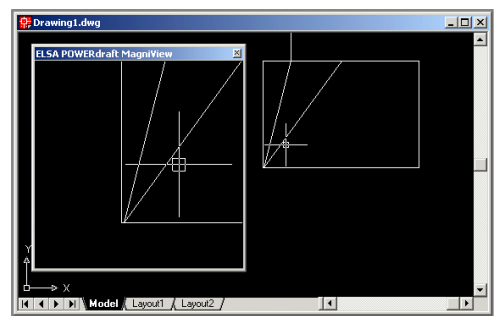 Drawing1.dwg
ELSA POWERdraft MagniView
Y
X
Model Layout1 Layout2